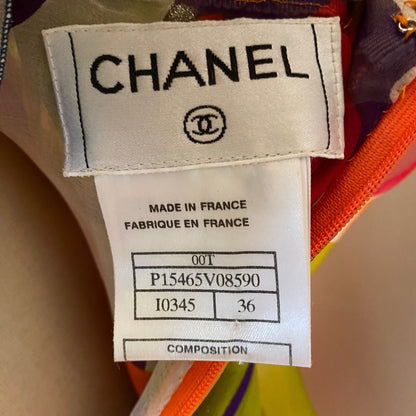 CHANEL
MADE IN FRANCE
FABRIQUE EN FRANCE
00T
P15465V08590
I0345 36
COMPOSITION